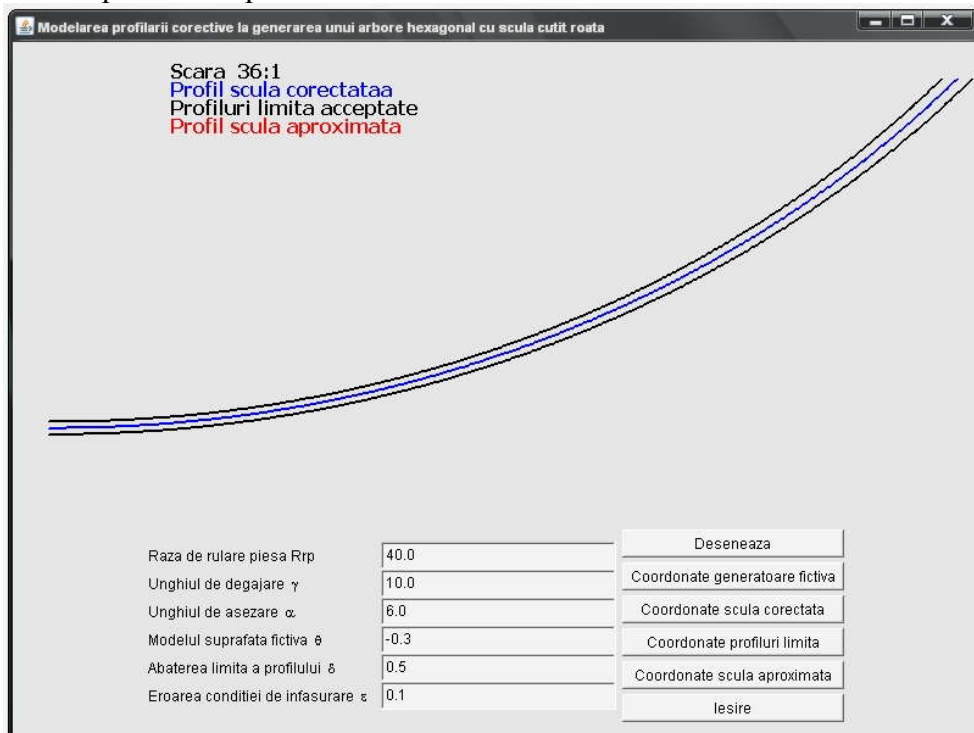 Modelarea profilarii corective la generarea unui arbore hexagonal cu scula cutit roata
Scara 36:1
Profil scula corectataa
Profiluri limita acceptate
Profil scula aproximata
Raza de rulare piesa Rrp 40.0
Unghiul de degajare γ 10.0
Unghiul de asezare α 6.0
Modelul suprafata fictiva θ -0.3
Abaterea limita a profilului δ 0.5
Eroarea conditiei de infasurare ε 0.1
Deseneaza
Coordonate generatoare fictiva
Coordonate scula corectata
Coordonate profiluri limita
Coordonate scula aproximata
Iesire